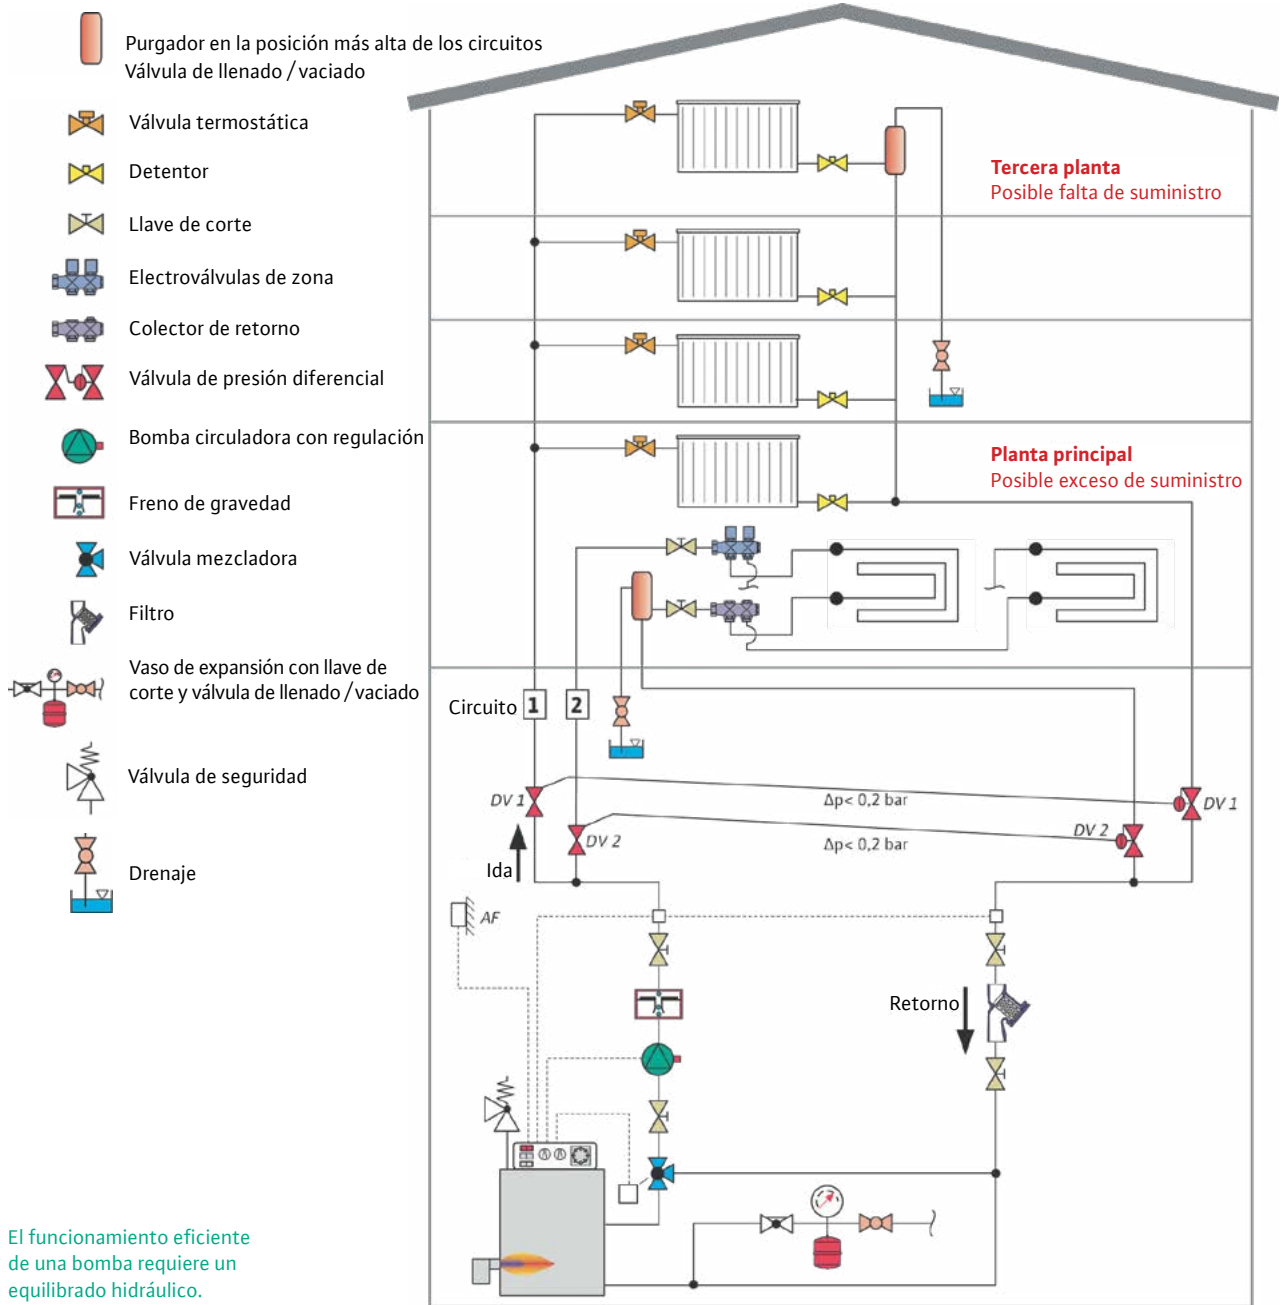 Purgador en la posición más alta de los circuitos
Válvula de llenado / vaciado
Válvula termostática
Detentor
Llave de corte
Electroválvulas de zona
Colector de retorno
Válvula de presión diferencial
Bomba circuladora con regulación
Freno de gravedad
Válvula mezcladora
Filtro
Vaso de expansión con llave de
corte y válvula de llenado / vaciado
Válvula de seguridad
Drenaje
El funcionamiento eficiente
de una bomba requiere un
equilibrado hidráulico.
Tercera planta
Posible falta de suministro
Planta principal
Posible exceso de suministro
Circuito 1 2
DV 1
Δp< 0,2 bar
DV 1
DV 2
Δp< 0,2 bar
DV 2
Ida
AF
Retorno